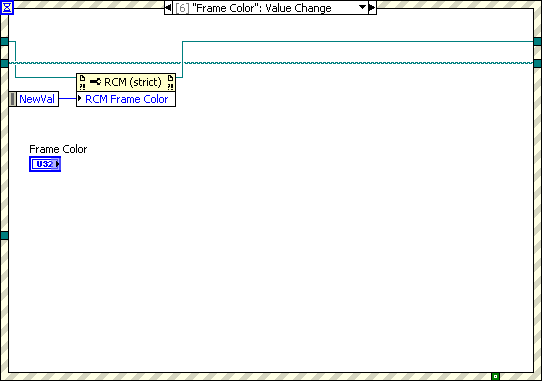 [6] "Frame Color": Value Change
RCM (strict)
NewVal
RCM Frame Color
Frame Color
U32